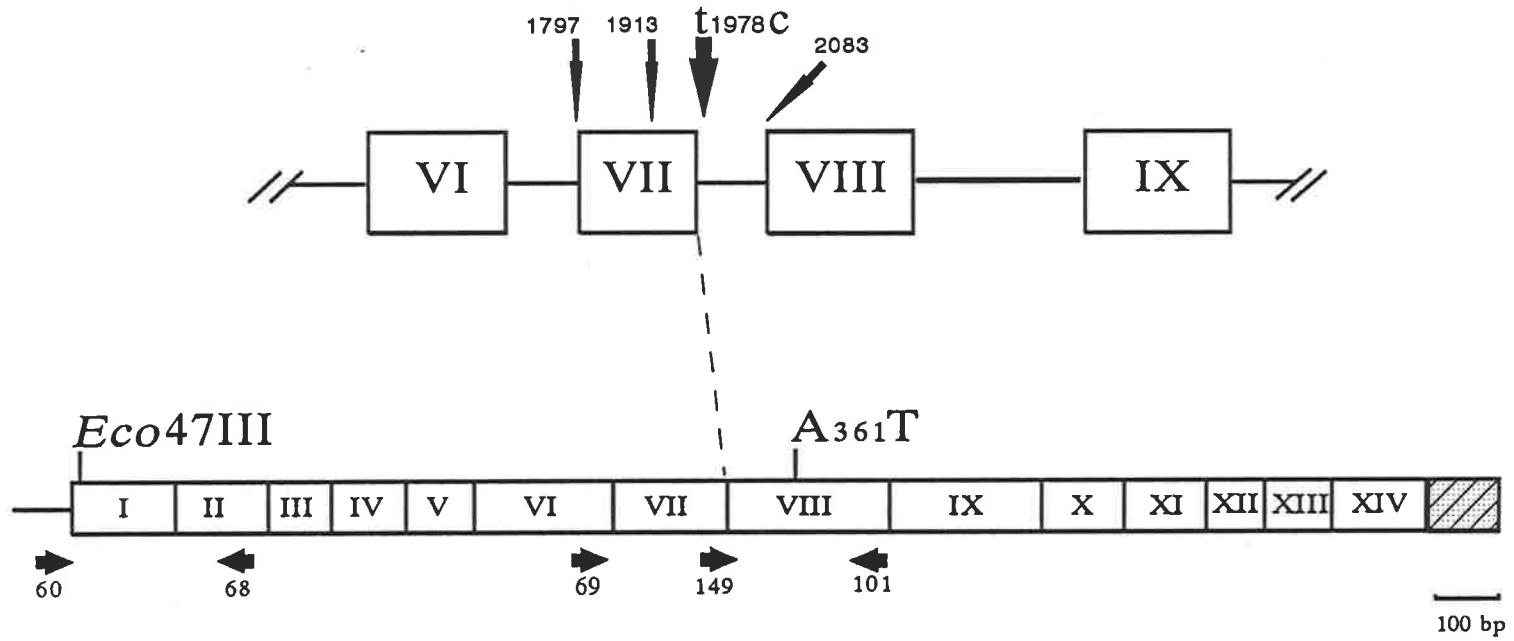 1797 1913 t1978c 2083
VI VII VIII IX
Eco47III A361T
I II III IV V VI VII VIII IX X XI XII XIII XIV
60 68 69 149 101
100 bp